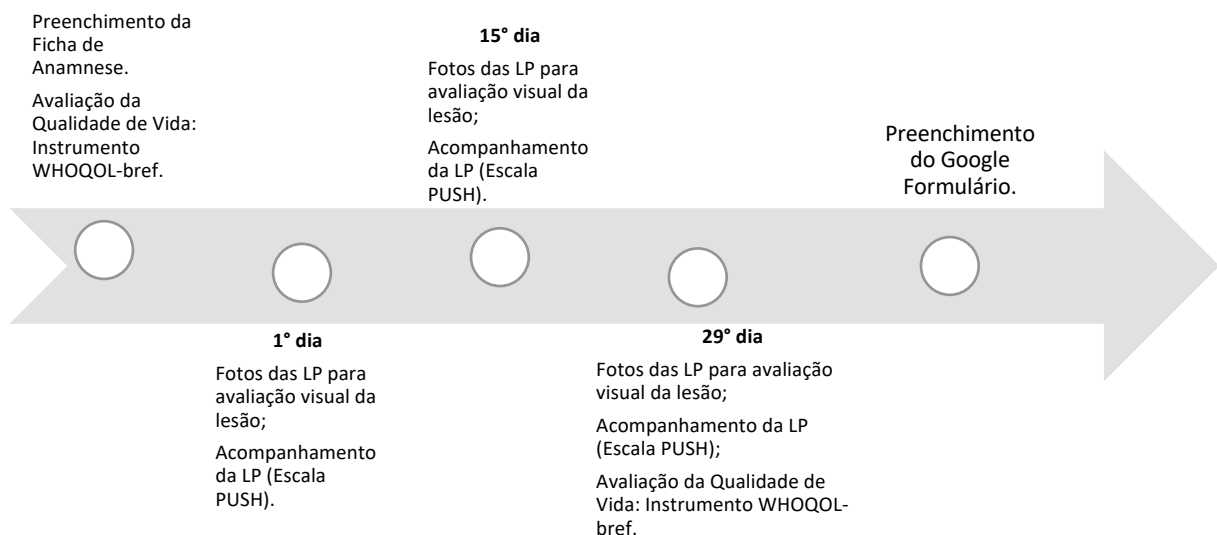 Preenchimento da
Ficha de
Anamnese.
Avaliação da
Qualidade de Vida:
Instrumento
WHOQOL-bref.
1° dia
Fotos das LP para
avaliação visual da
lesão;
Acompanhamento
da LP (Escala
PUSH).
15° dia
Fotos das LP para
avaliação visual da
lesão;
Acompanhamento
da LP (Escala
PUSH).
29° dia
Fotos das LP para avaliação
visual da lesão;
Acompanhamento da LP
(Escala PUSH);
Avaliação da Qualidade de
Vida: Instrumento WHOQOL-
bref.
Preenchimento
do Google
Formulário.